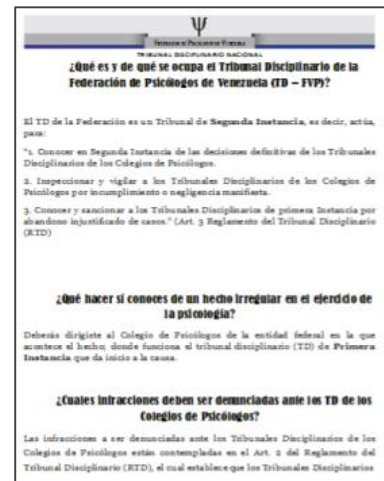 Ψ
Federación de Psicólogos de Venezuela
TRIBUNAL DISCIPLINARIO NACIONAL
¿Qué es y de qué se ocupa el Tribunal Disciplinario de la
Federación de Psicólogos de Venezuela (TD – FVP)?
El TD de la Federación es un Tribunal de Segunda Instancia, es decir, actúa,
para:
"1. Conocer en Segunda Instancia de las decisiones definitivas de los Tribunales
Disciplinarios de los Colegios de Psicólogos.
2. Inspeccionar y vigilar a los Tribunales Disciplinarios de los Colegios de
Psicólogos por incumplimiento o negligencia manifiesta.
3. Conocer y sancionar a los Tribunales Disciplinarios de primera Instancia por
abandono injustificado de casos." (Art. 3 Reglamento del Tribunal Disciplinario
(RTD)
¿Qué hacer sí conoces de un hecho irregular en el ejercicio de
la psicología?
Deberás dirigiste al Colegio de Psicólogos de la entidad federal en la que
acontece el hecho; donde funciona el tribunal disciplinario (TD) de Primera
Instancia que da inicio a la causa.
¿Cuales infracciones deben ser denunciadas ante los TD de los
Colegios de Psicólogos?
Las infracciones a ser denunciadas ante los Tribunales Disciplinarios de los
Colegios de Psicólogos están contempladas en el Art. 2 del Reglamento del
Tribunal Disciplinario (RTD), el cual establece que los Tribunales Disciplinarios